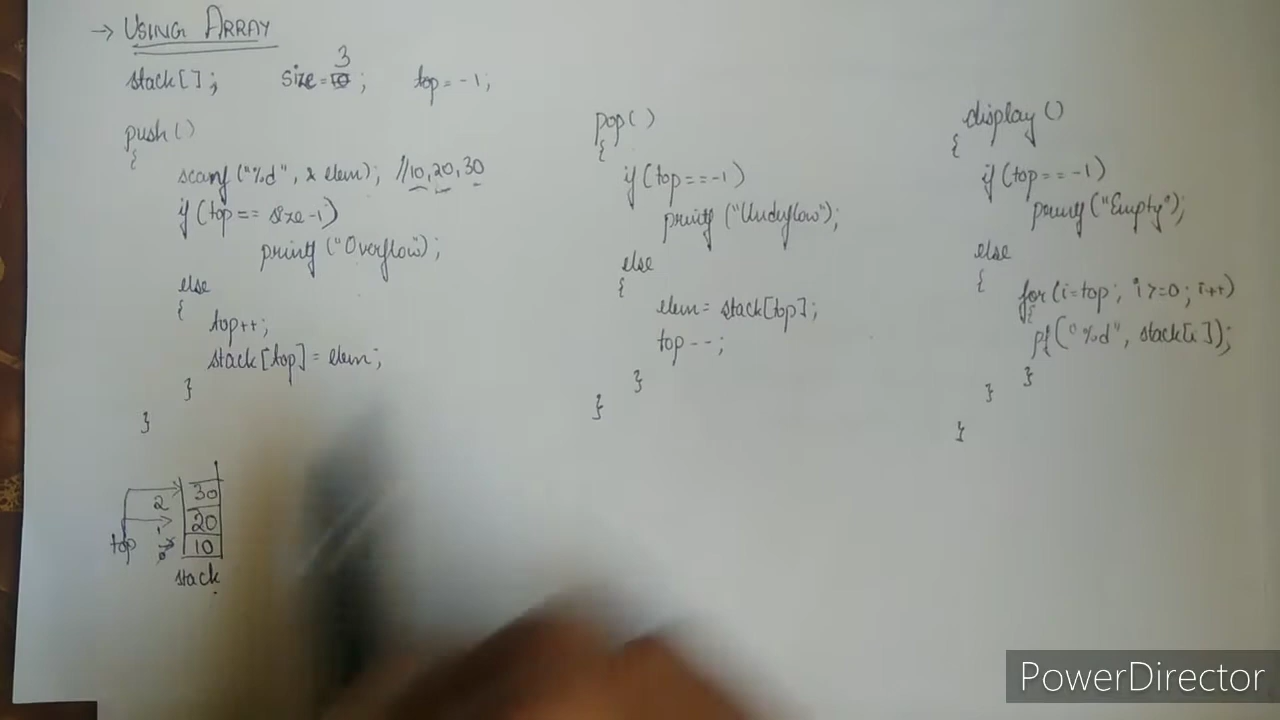 → USING ARRAY
stack[]; size=3; top=-1;
push()
{
scanf("%d", & elem); //10,20,30
if(top== size-1)
printf("Overflow");
else
{
top++;
stack[top]=elem;
}
}
pop()
{
if(top==-1)
printf("Underflow");
else
{
elem= stack[top];
top--;
}
}
display()
{
if(top==-1)
printf("Empty");
else
{
for(i=top; i>=0; i++)
{
pf("%d", stack[i]);
}
}
}
2 30
1 20
top 0 10
stack
PowerDirector